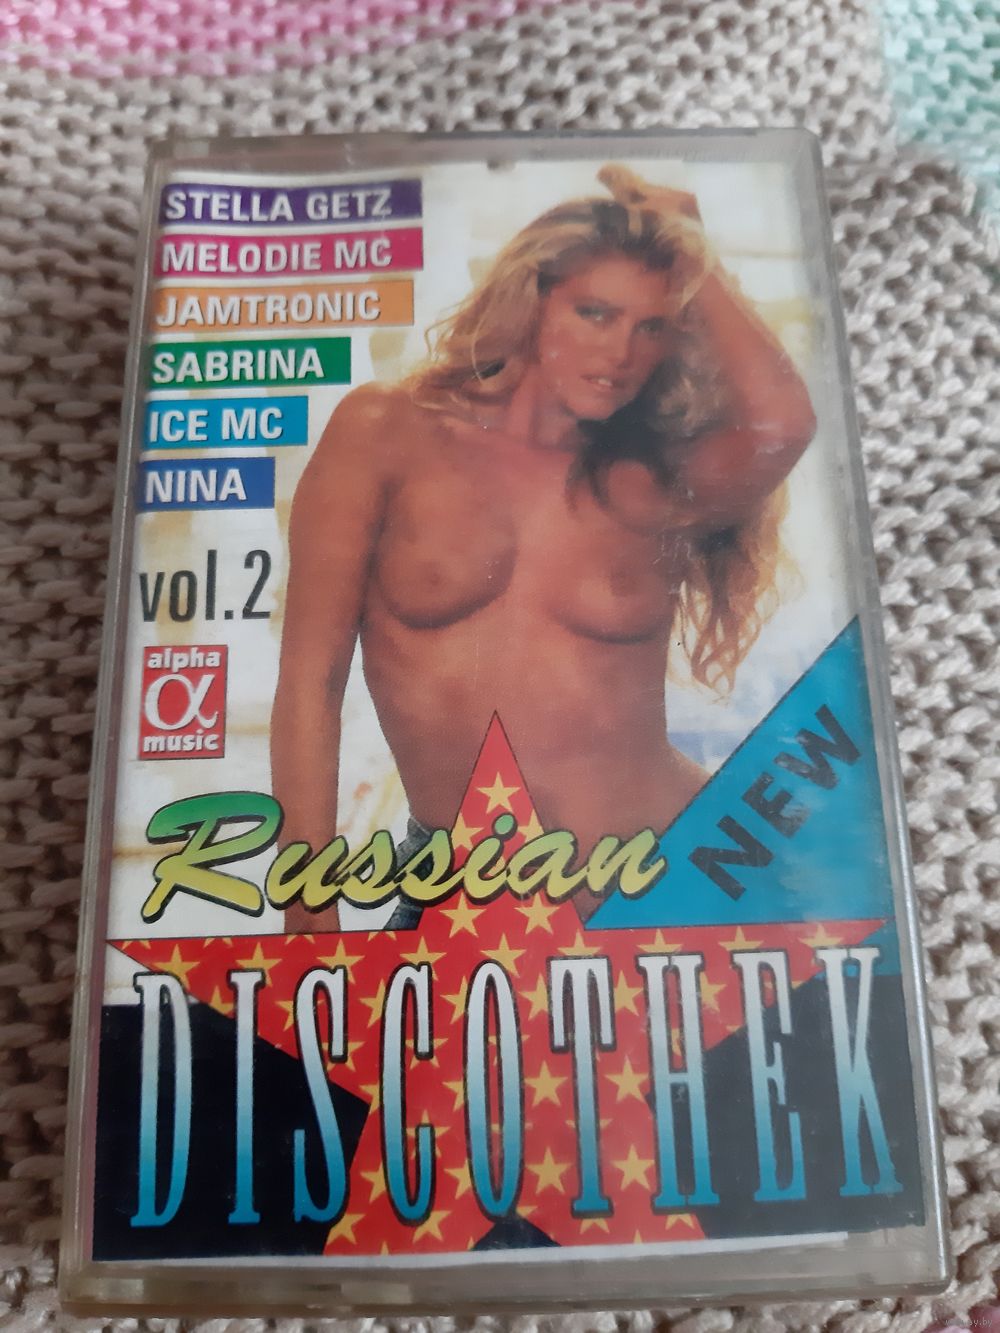 STELLA GETZ
MELODIE MC
JAMTRONIC
SABRINA
ICE MC
NINA
vol.2
alpha
α
music
NEW
Russian
DISCOTHEK